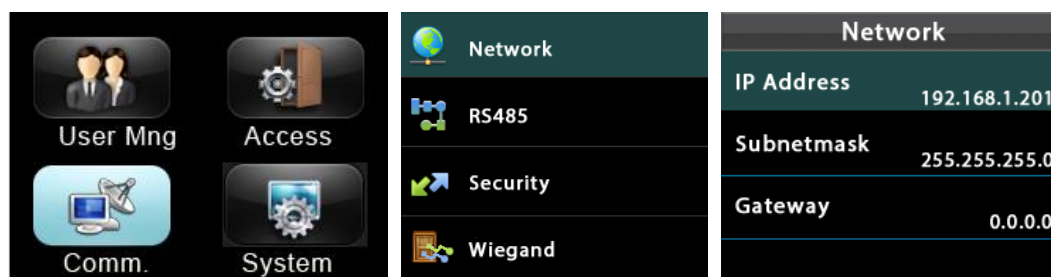 User Mng
Access
Comm.
System
Network
RS485
Security
Wiegand
Network
IP Address
192.168.1.201
Subnetmask
255.255.255.0
Gateway
0.0.0.0